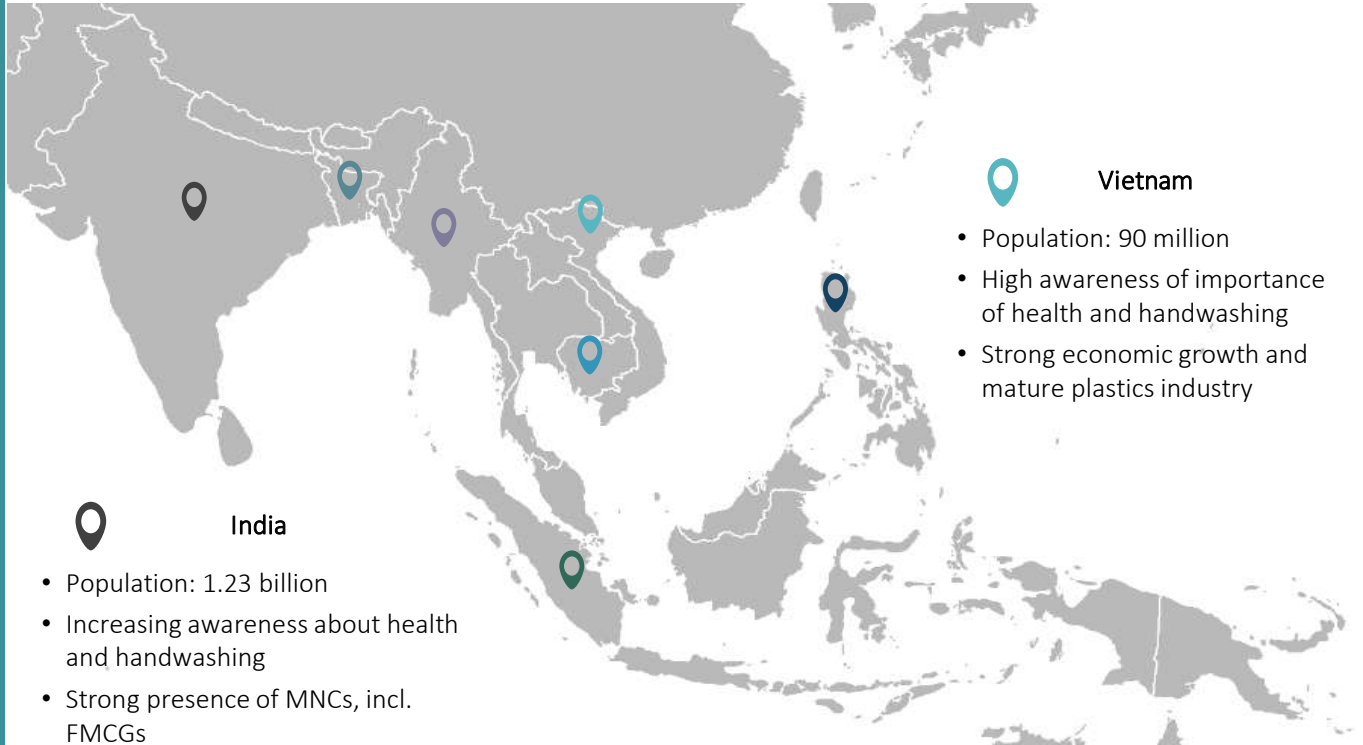 Vietnam
• Population: 90 million
• High awareness of importance
of health and handwashing
• Strong economic growth and
mature plastics industry
India
• Population: 1.23 billion
• Increasing awareness about health
and handwashing
• Strong presence of MNCs, incl.
FMCGs